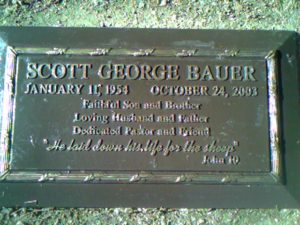 SCOTT GEORGE BAUER
JANUARY 11, 1954 OCTOBER 24, 2003
Faithful Son and Brother
Loving Husband and Father
Dedicated Pastor and Friend
"He laid down his life for the sheep"
John 10